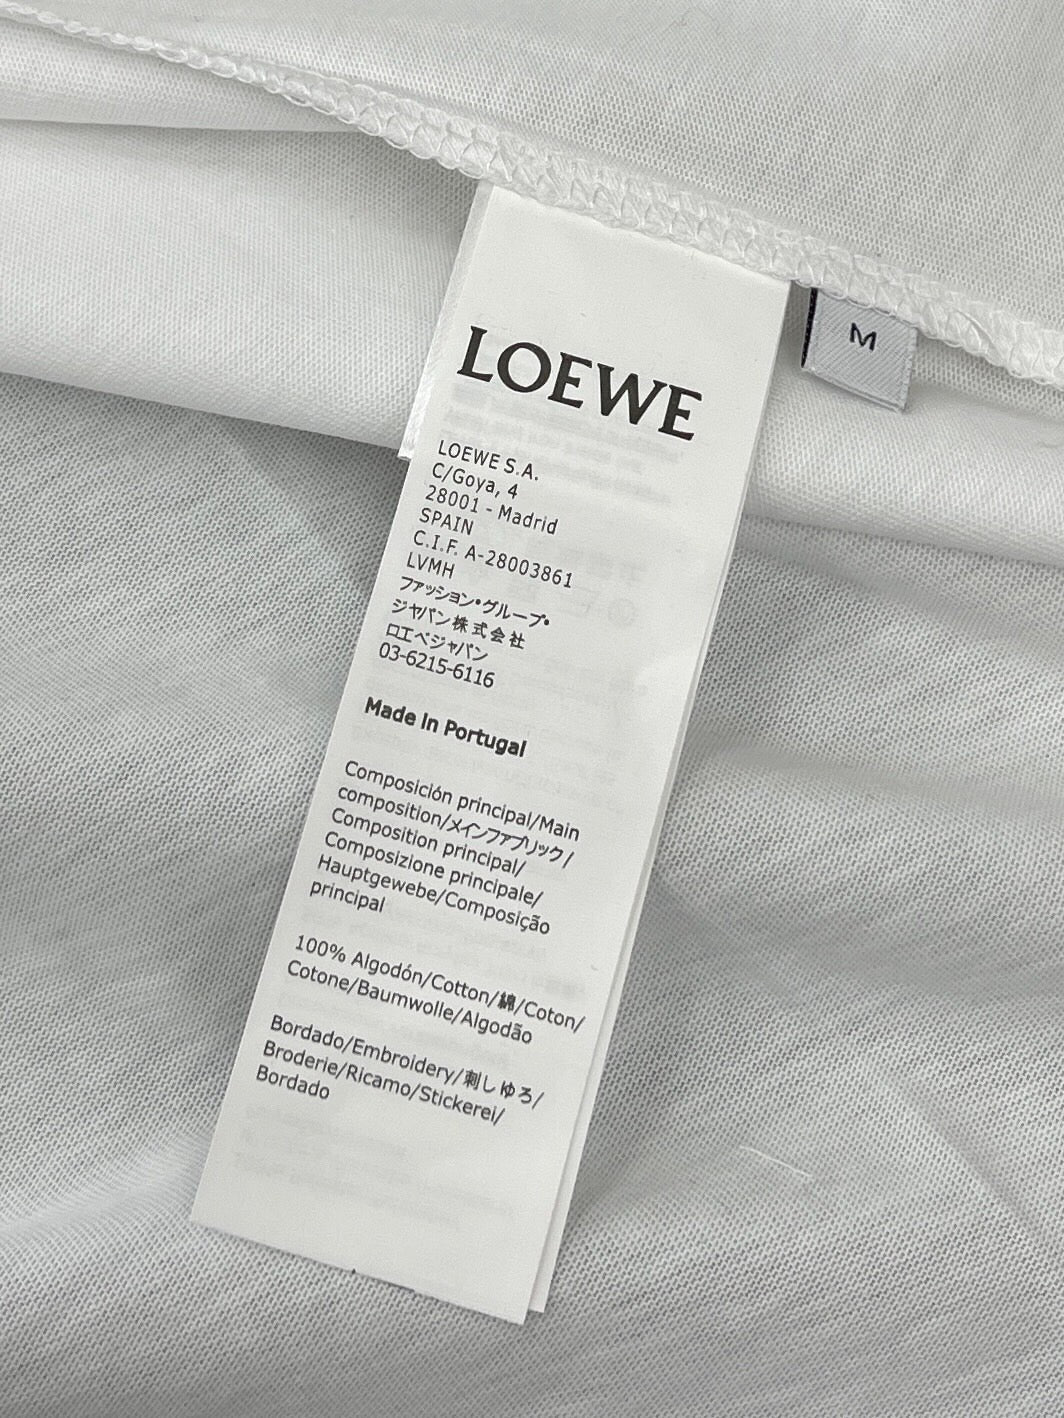 LOEWE
LOEWE S.A.
C/Goya, 4
28001 - Madrid
SPAIN
C.I.F. A-28003861
LVMH
ファッション・グループ・
ジャパン株式会社
ロエベジャパン
03-6215-6116
Made in Portugal
Composición principal/Main
composition/メインファブリック/
Composition principal/
Composizione principale/
Hauptgewebe/Composição
principal
100% Algodón/Cotton/綿/Coton/
Cotone/Baumwolle/Algodão
Bordado/Embroidery/刺しゆろ/
Broderie/Ricamo/Stickerei/
Bordado
M